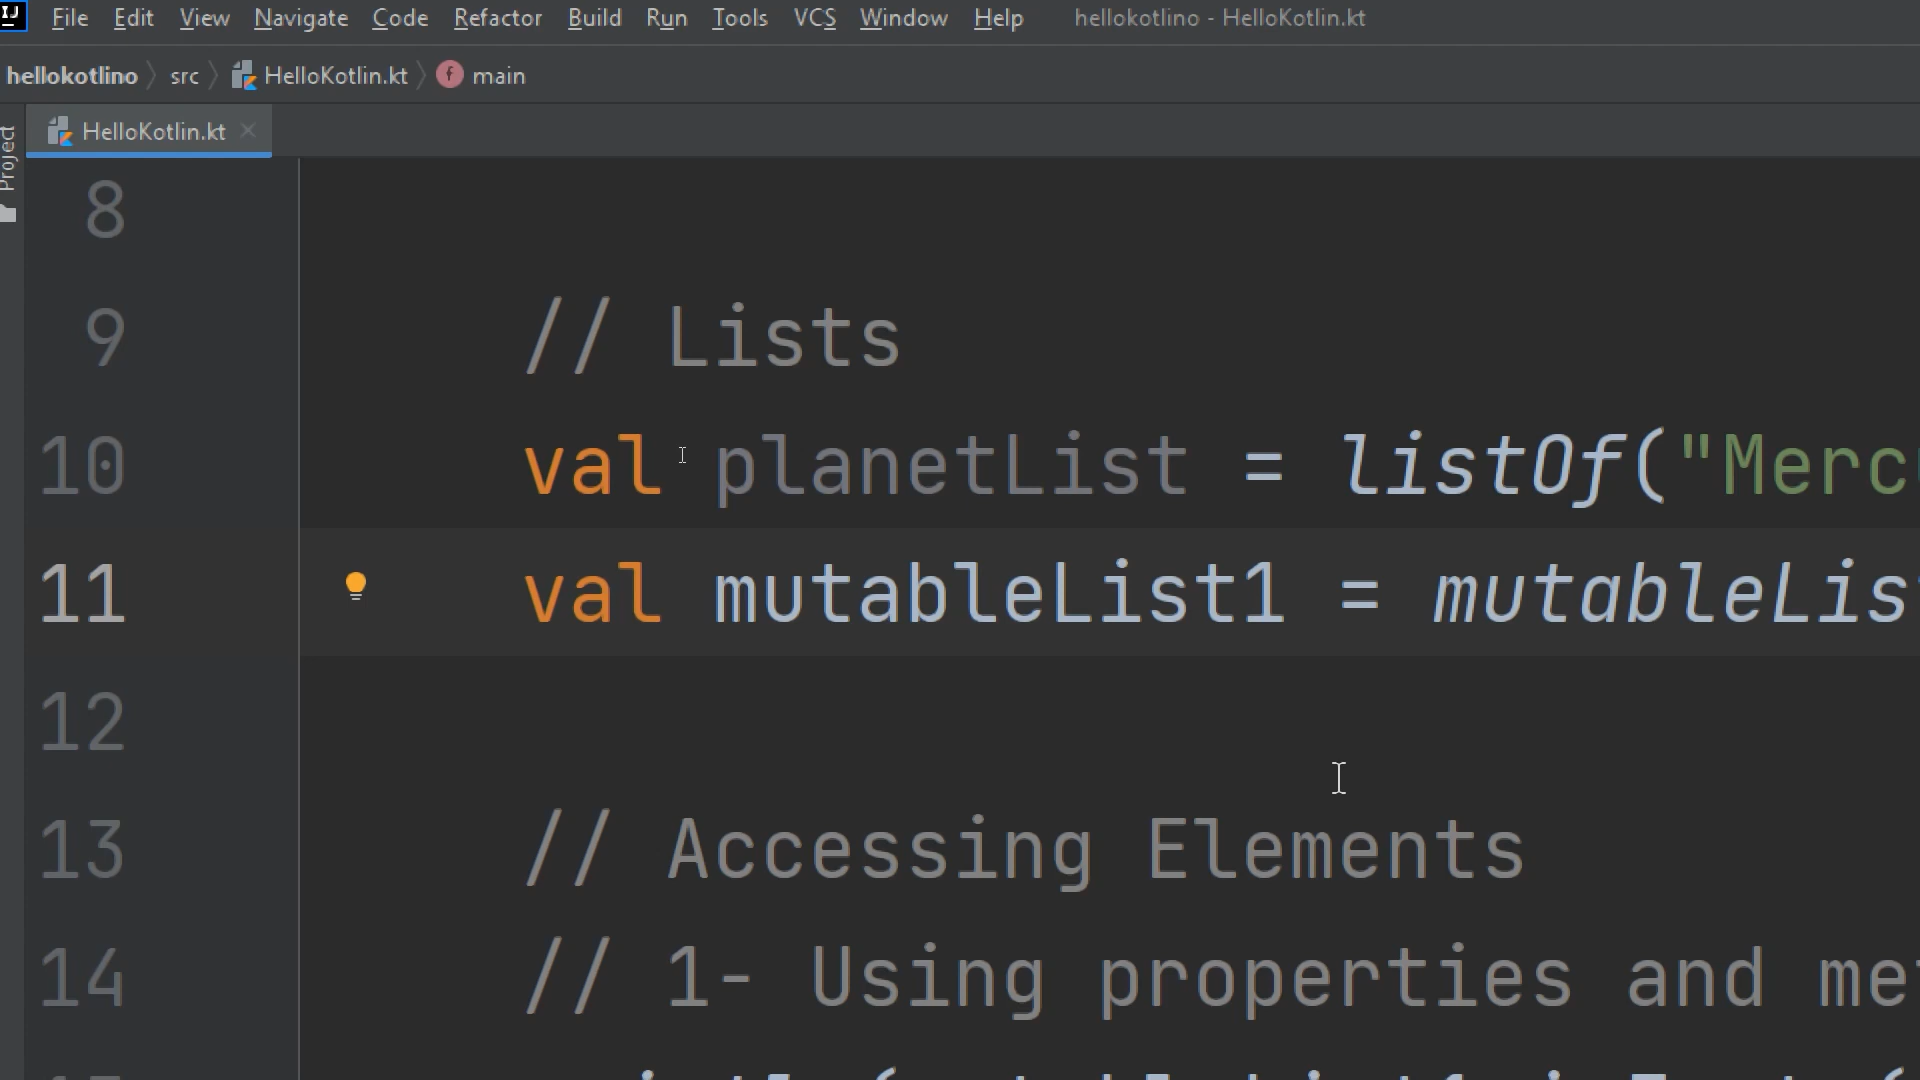 IJ File Edit View Navigate Code Refactor Build Run Tools VCS Window Help hellokotlino - HelloKotlin.kt
hellokotlino src HelloKotlin.kt f main
HelloKotlin.kt
Project
8
9 // Lists
10 val planetList = listOf("Merc
11 val mutableList1 = mutableLis
12
13 // Accessing Elements
14 // 1- Using properties and me